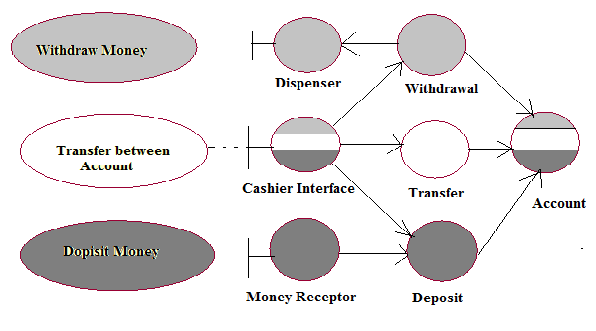 Withdraw Money
Dispenser
Withdrawal
Transfer between
Account
Cashier Interface
Transfer
Account
Dopisit Money
Money Receptor
Deposit